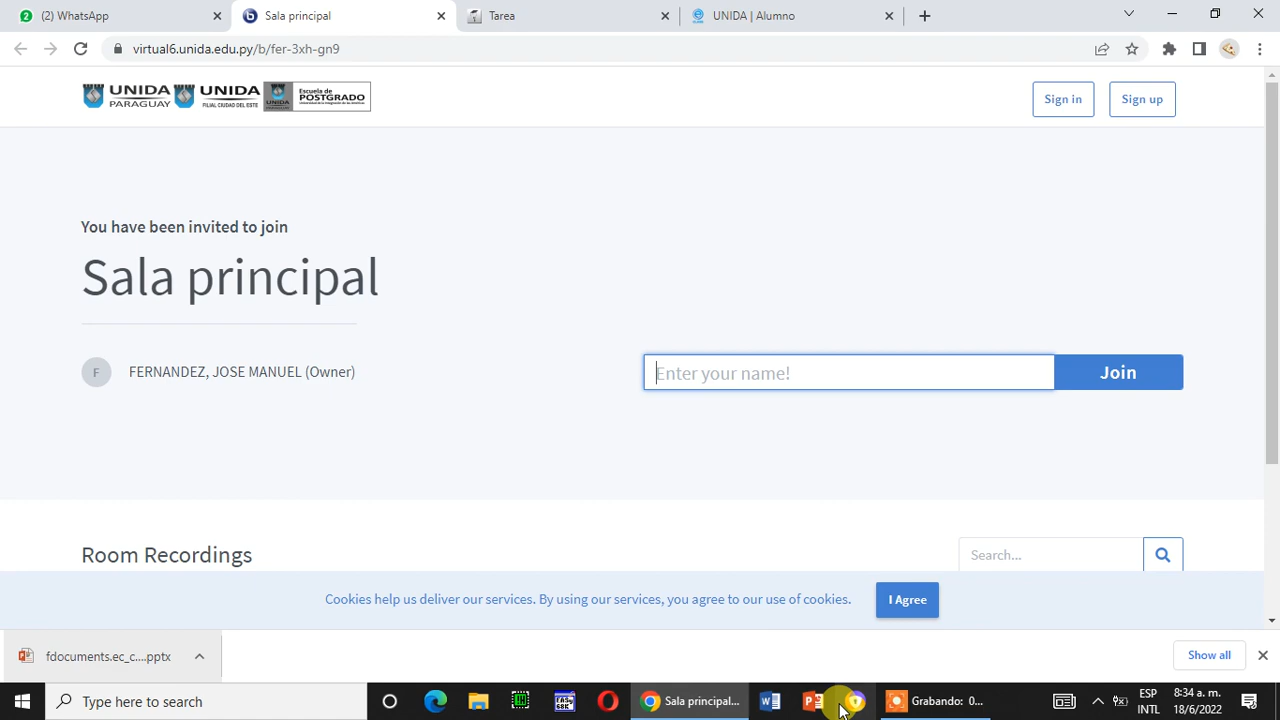 (2) WhatsApp
Sala principal
Tarea
UNIDA | Alumno
virtual6.unida.edu.py/b/fer-3xh-gn9
UNIDA
PARAGUAY
UNIDA
FILIAL CIUDAD DEL ESTE
Escuela de
POSTGRADO
Sign in
Sign up
You have been invited to join
Sala principal
F
FERNANDEZ, JOSE MANUEL (Owner)
Enter your name!
Join
Room Recordings
Search...
Cookies help us deliver our services. By using our services, you agree to our use of cookies.
I Agree
fdocuments.ec_c....pptx
Show all
Type here to search
Sala principal...
Grabando: 0...
ESP
INTL
8:34 a. m.
18/6/2022